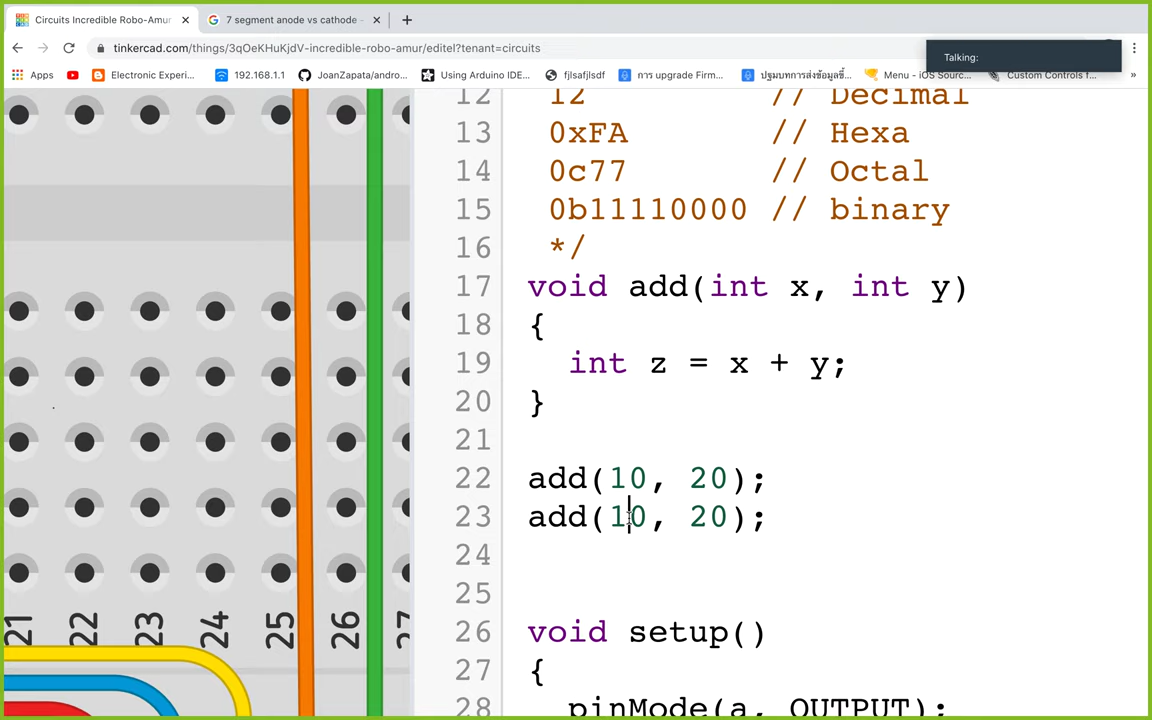 Circuits Incredible Robo-Amur
7 segment anode vs cathode -
tinkercad.com/things/3qOeKHuKjdV-incredible-robo-amur/editel?tenant=circuits
Talking:
Apps
Electronic Experi...
192.168.1.1
JoanZapata/andro...
Using Arduino IDE...
fjlsafjlsdf
การ upgrade Firm...
ปฐมบทการส่งข้อมูลขึ้...
Menu - iOS Sourc...
Custom Controls f...
»
12 12 // Decimal
13 0xFA // Hexa
14 0c77 // Octal
15 0b11110000 // binary
16 */
17 void add(int x, int y)
18 {
19 int z = x + y;
20 }
21
22 add(10, 20);
23 add(10, 20);
24
25
26 void setup()
27 {
28 pinMode(a, OUTPUT);
21 22 23 24 25 26 27